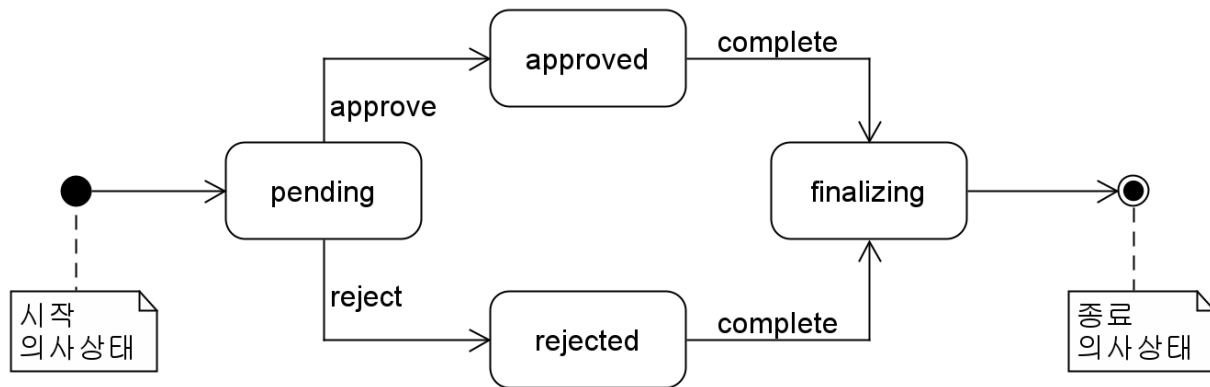 approved
complete
approve
pending
finalizing
reject
rejected
complete
시작
의사상태
종료
의사상태